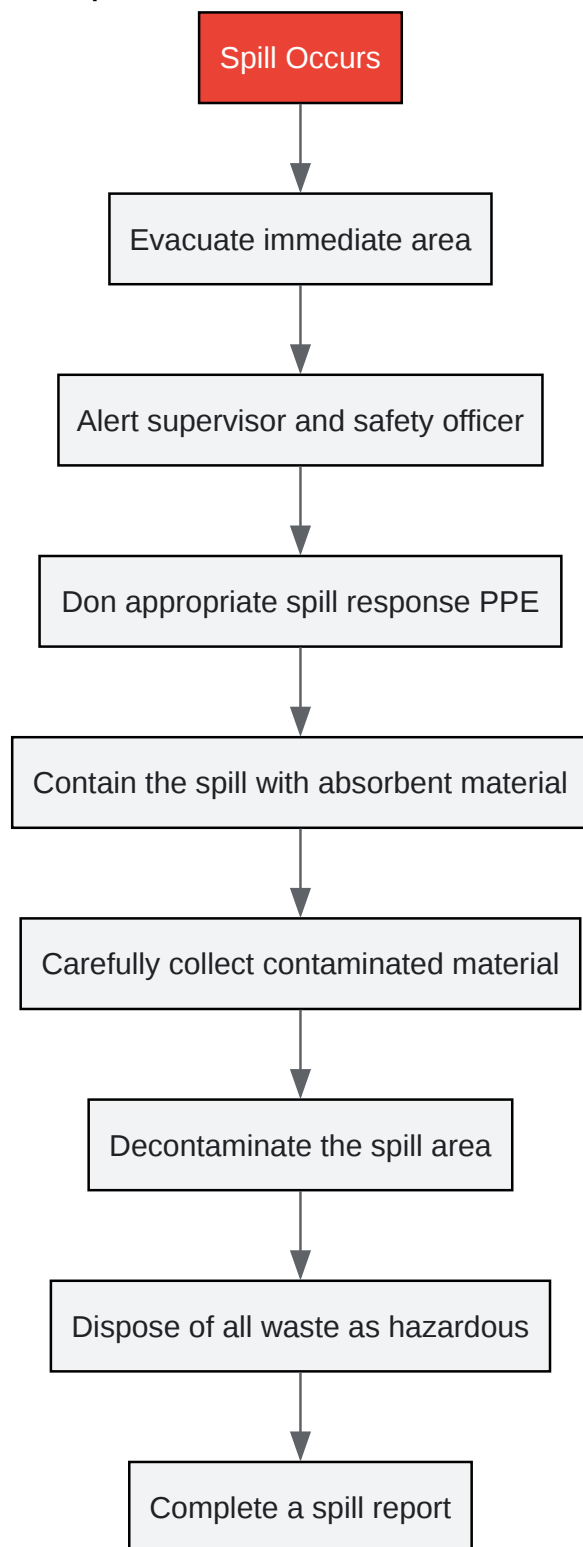 Spill Occurs
Evacuate immediate area
Alert supervisor and safety officer
Don appropriate spill response PPE
Contain the spill with absorbent material
Carefully collect contaminated material
Decontaminate the spill area
Dispose of all waste as hazardous
Complete a spill report